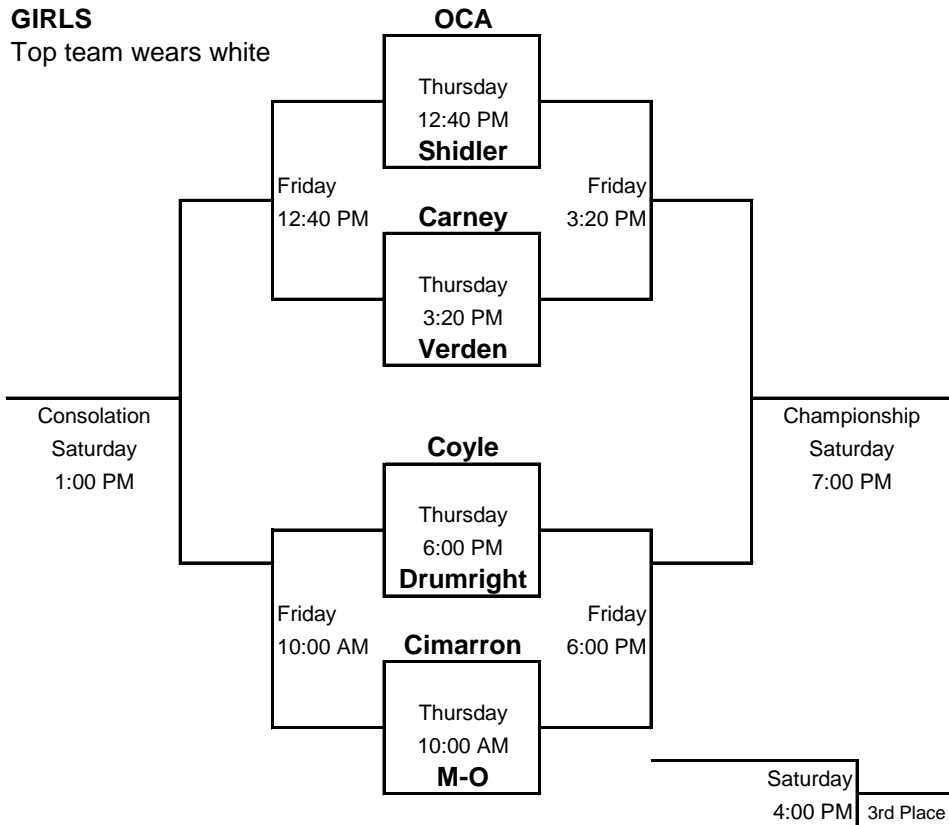 GIRLS
OCA
Top team wears white
Thursday
12:40 PM
Shidler
Friday
Friday
12:40 PM
Carney
3:20 PM
Thursday
3:20 PM
Verden
Consolation
Championship
Saturday
Coyle
Saturday
1:00 PM
7:00 PM
Thursday
6:00 PM
Drumright
Friday
Friday
10:00 AM
Cimarron
6:00 PM
Thursday
10:00 AM
M-O
Saturday
4:00 PM
3rd Place